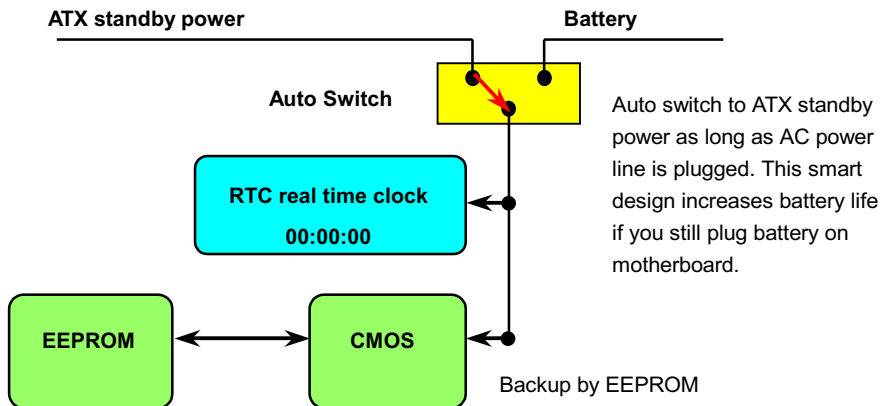 ATX standby power
Battery
Auto Switch
Auto switch to ATX standby
power as long as AC power
line is plugged. This smart
design increases battery life
if you still plug battery on
motherboard.
RTC real time clock
00:00:00
EEPROM
CMOS
Backup by EEPROM